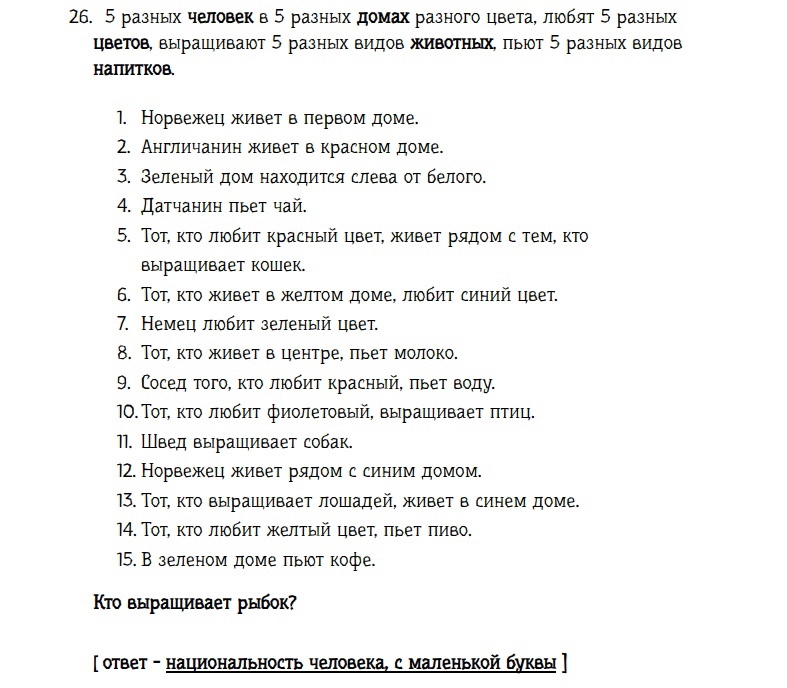 26. 5 разных человек в 5 разных домах разного цвета, любят 5 разных
цветов, выращивают 5 разных видов животных, пьют 5 разных видов
напитков.
1. Норвежец живет в первом доме.
2. Англичанин живет в красном доме.
3. Зеленый дом находится слева от белого.
4. Датчанин пьет чай.
5. Тот, кто любит красный цвет, живет рядом с тем, кто
выращивает кошек.
6. Тот, кто живет в желтом доме, любит синий цвет.
7. Немец любит зеленый цвет.
8. Тот, кто живет в центре, пьет молоко.
9. Сосед того, кто любит красный, пьет воду.
10. Тот, кто любит фиолетовый, выращивает птиц.
11. Швед выращивает собак.
12. Норвежец живет рядом с синим домом.
13. Тот, кто выращивает лошадей, живет в синем доме.
14. Тот, кто любит желтый цвет, пьет пиво.
15. В зеленом доме пьют кофе.
Кто выращивает рыбок?
[ ответ - национальность человека, с маленькой буквы ]